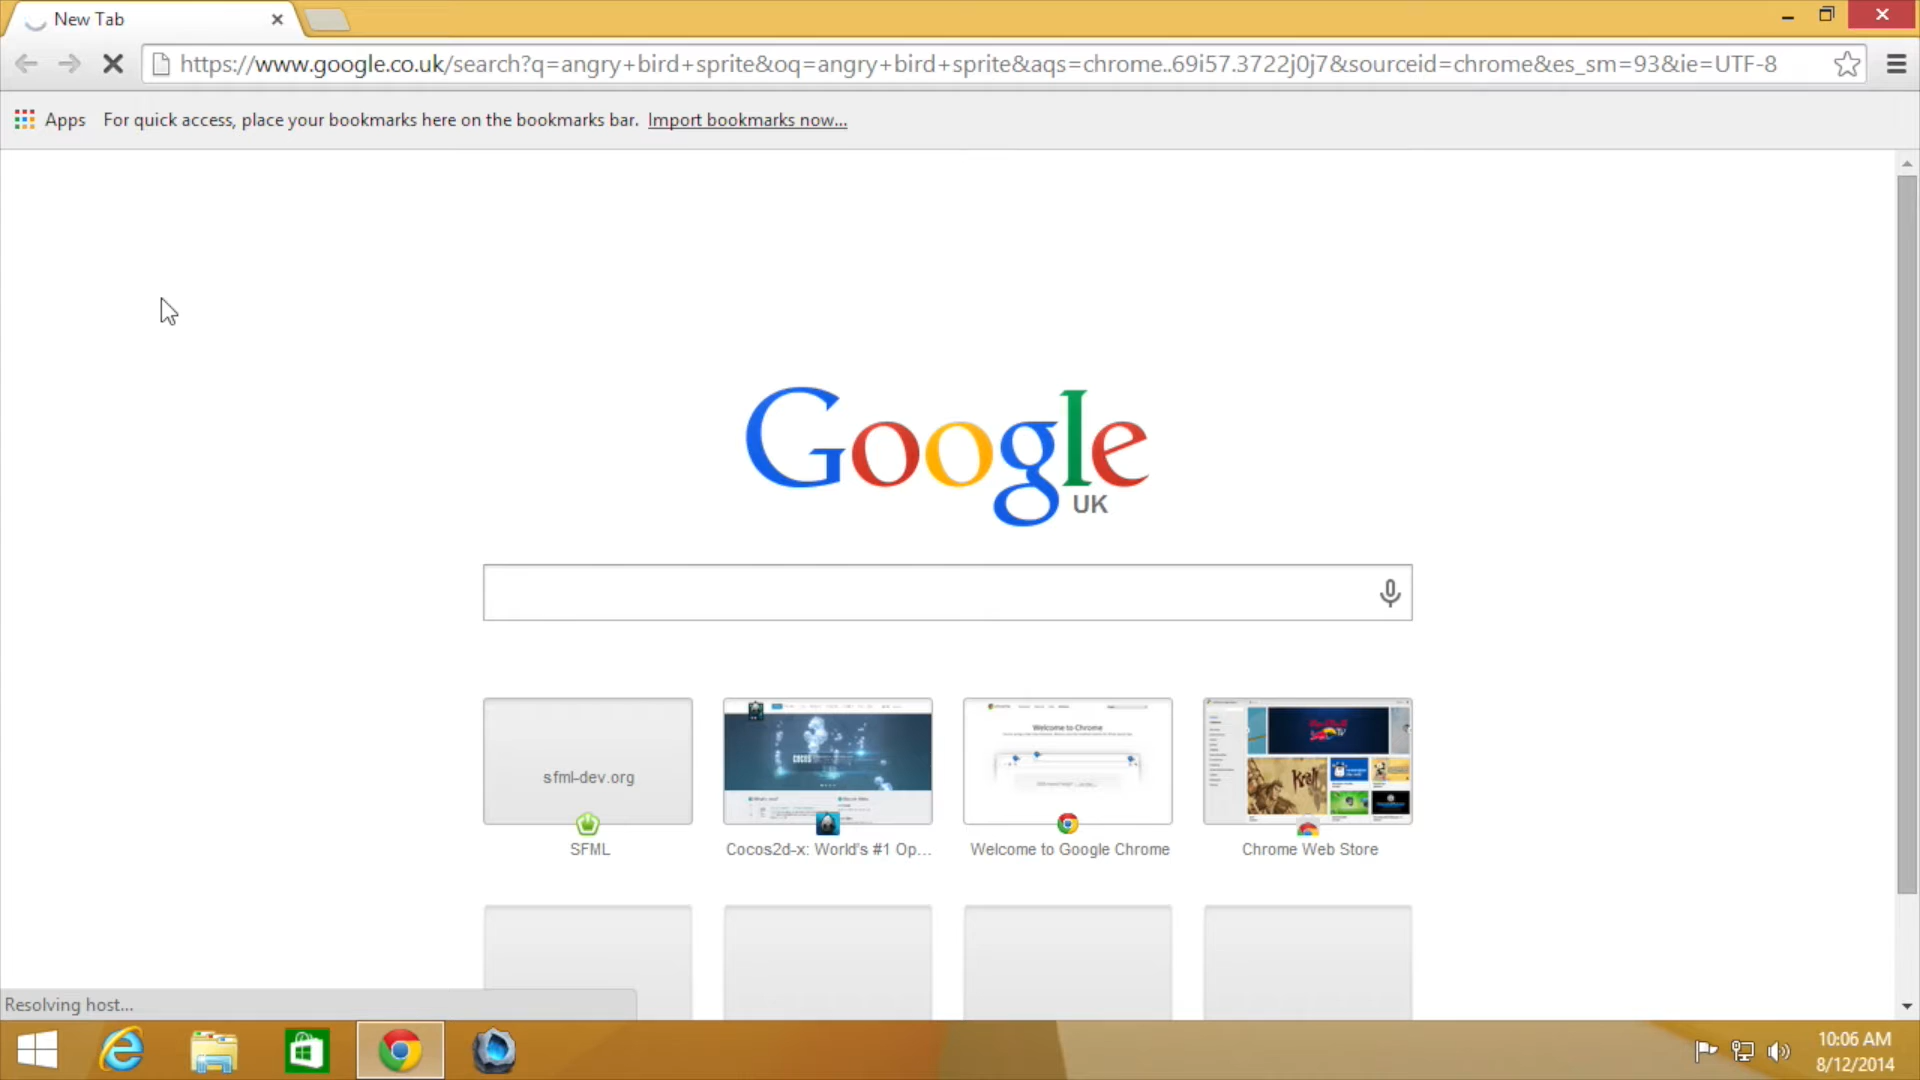 New Tab
https://www.google.co.uk/search?q=angry+bird+sprite&oq=angry+bird+sprite&aqs=chrome..69i57.3722j0j7&sourceid=chrome&es_sm=93&ie=UTF-8
Apps For quick access, place your bookmarks here on the bookmarks bar. Import bookmarks now...
Google
UK
Welcome to Chrome
sfml-dev.org
SFML
Cocos2d-x: World's #1 Op...
Welcome to Google Chrome
Chrome Web Store
Resolving host...
10:06 AM
8/12/2014